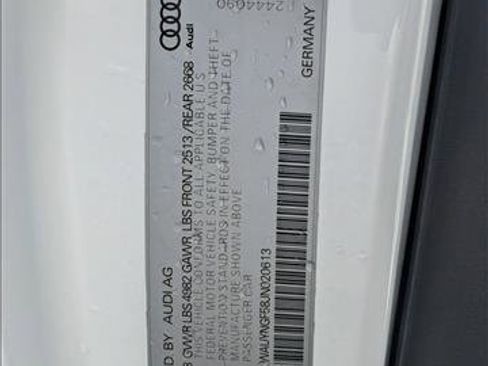 D BY AUDI AG
GVWR LBS 4982 GAWR LBS FRONT 2513 /REAR 2668
THIS VEHICLE CONFORMS TO ALL APPLICABLE U S
FEDERAL MOTOR VEHICLE SAFETY, BUMPER AND THEFT
PREVENTION STANDARDS IN EFFECT ON THE DATE OF
MANUFACTURE SHOWN ABOVE
PASSENGER CAR
GERMANY
Audi